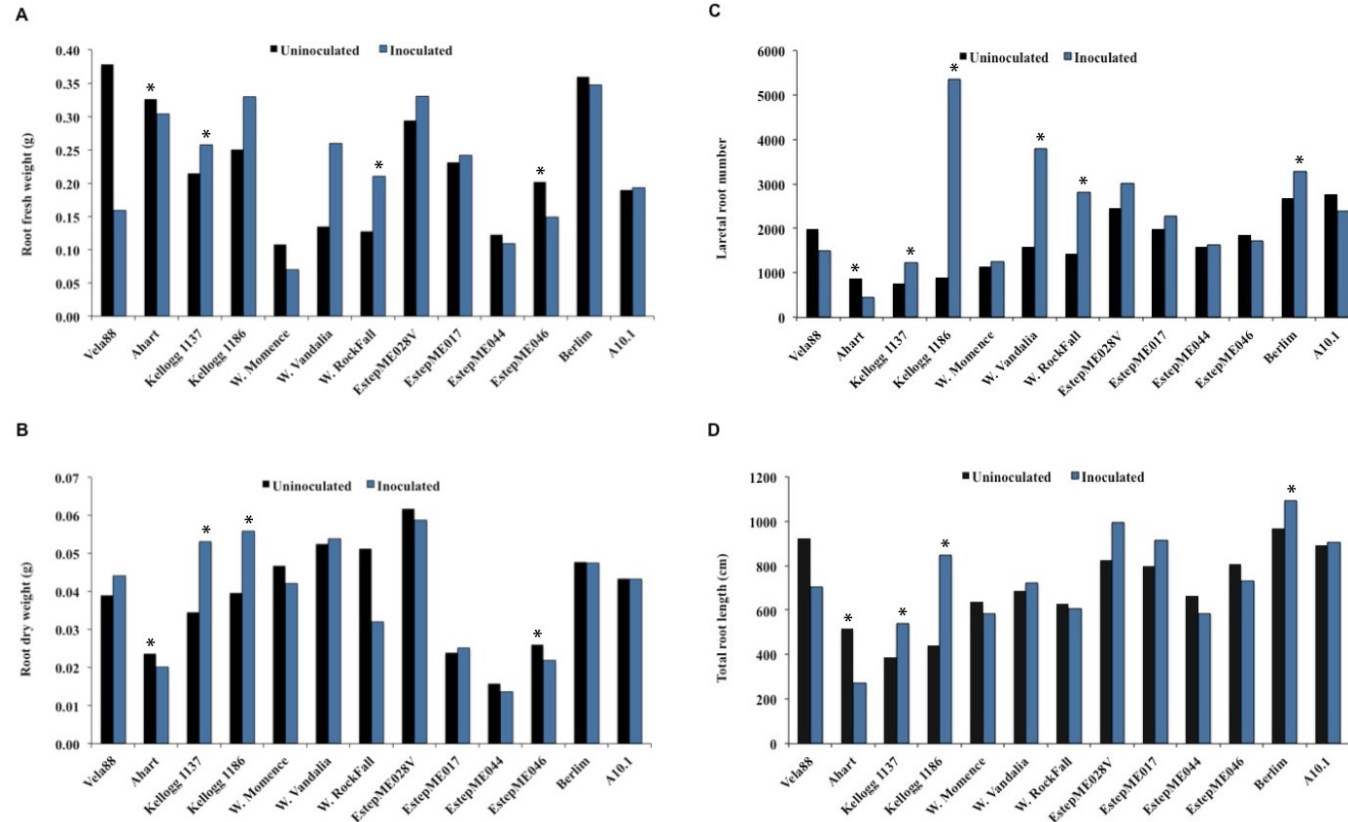 A
Uninoculated Inoculated
Root fresh weight (g)
0.40
0.35
0.30
0.25
0.20
0.15
0.10
0.05
0.00
* * * *
Vela88 Ahart Kellogg 1137 Kellogg 1186 W. Momence W. Vandalia W. RockFall EstepME028V EstepME017 EstepME044 EstepME046 Berlim A10.1
B
Uninoculated Inoculated
Root dry weight (g)
0.07
0.06
0.05
0.04
0.03
0.02
0.01
0.00
* * * *
Vela88 Ahart Kellogg 1137 Kellogg 1186 W. Momence W. Vandalia W. RockFall EstepME028V EstepME017 EstepME044 EstepME046 Berlim A10.1
C
Uninoculated Inoculated
Laretal root number
6000
5000
4000
3000
2000
1000
0
* * * * * *
Vela88 Ahart Kellogg 1137 Kellogg 1186 W. Momence W. Vandalia W. RockFall EstepME028V EstepME017 EstepME044 EstepME046 Berlim A10.1
D
Uninoculated Inoculated
Total root length (cm)
1200
1000
800
600
400
200
0
* * * *
Vela88 Ahart Kellogg 1137 Kellogg 1186 W. Momence W. Vandalia W. RockFall EstepME028V EstepME017 EstepME044 EstepME046 Berlim A10.1